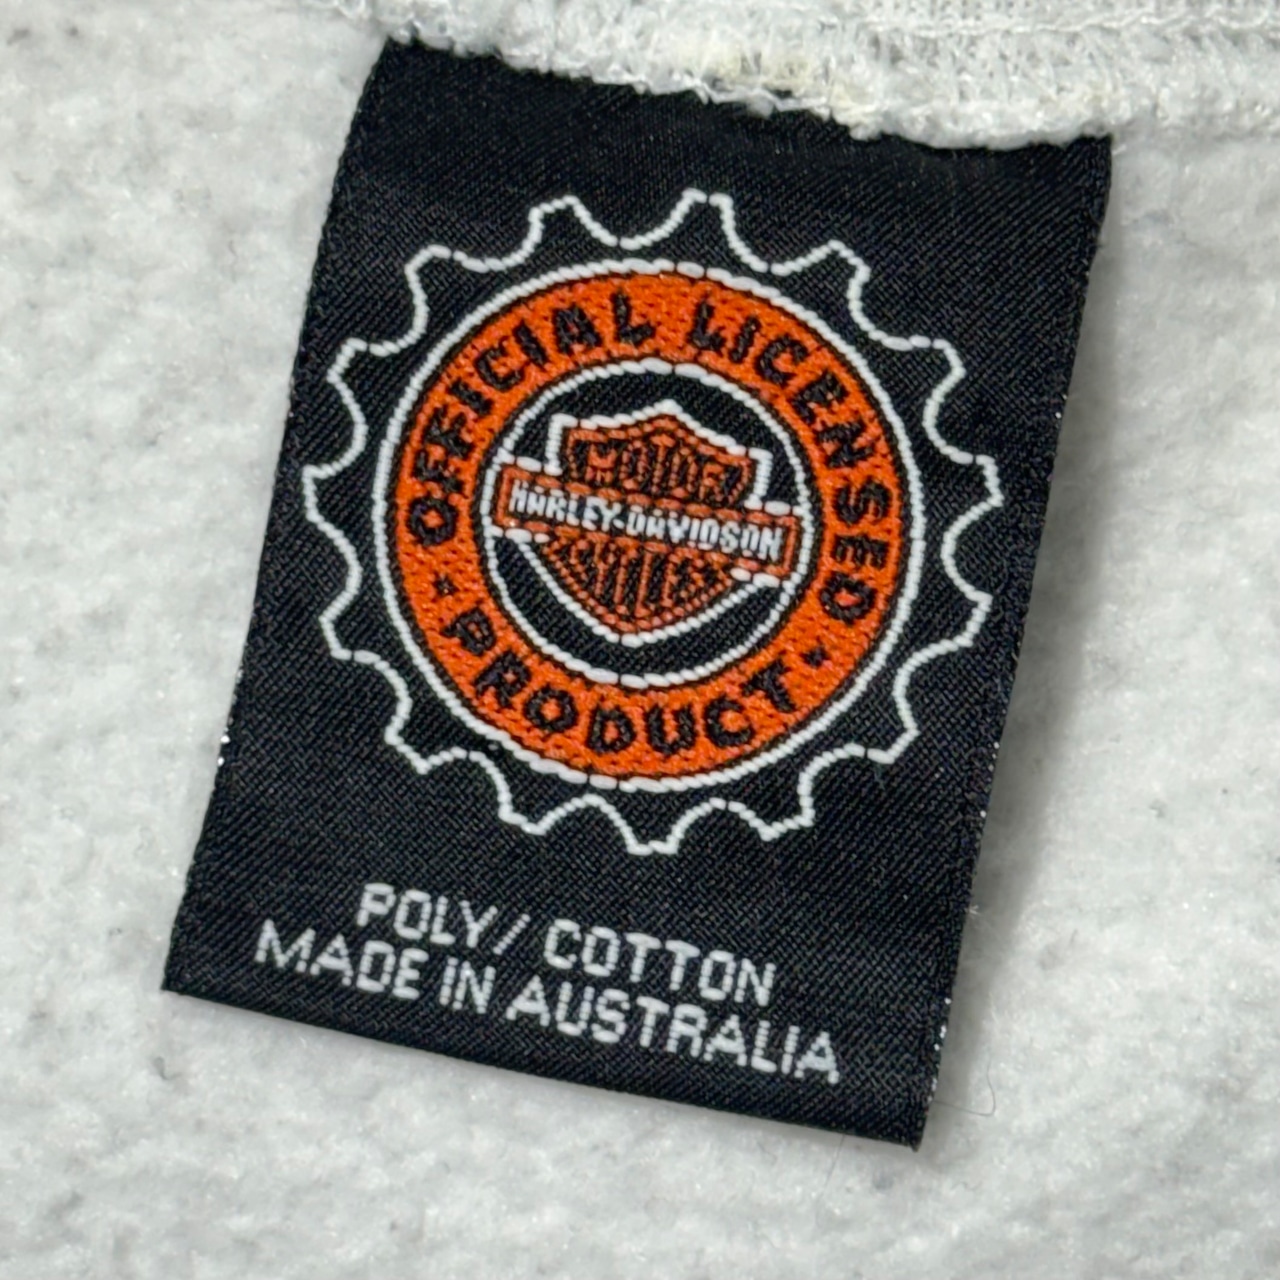 OFFICIAL LICENSED
MOTOR
HARLEY-DAVIDSON
CYCLES
PRODUCT
POLY/ COTTON
MADE IN AUSTRALIA